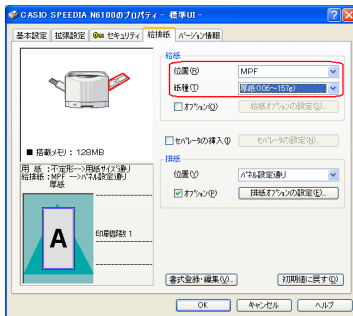 CASIO SPEEDIA N6100のプロパティ - 標準UI -
基本設定 拡張設定 セキュリティ 給排紙 バージョン情報
給紙
位置(R) MPF
紙種(T) 厚紙(106~157g)
オプション(O) 給紙オプションの設定(S)...
セパレータの挿入(I) セパレータの設定(N)...
■ 搭載メモリ : 128MB
排紙
用 紙 :不定形-->用紙サイズ通り
給排紙 :MPF -->パネル設定通り
厚紙
位置(Y) パネル設定通り
オプション(P) 排紙オプションの設定(E)...
A
印刷部数 1
書式登録・編集(V)... 初期値に戻す(D)
OK キャンセル ヘルプ